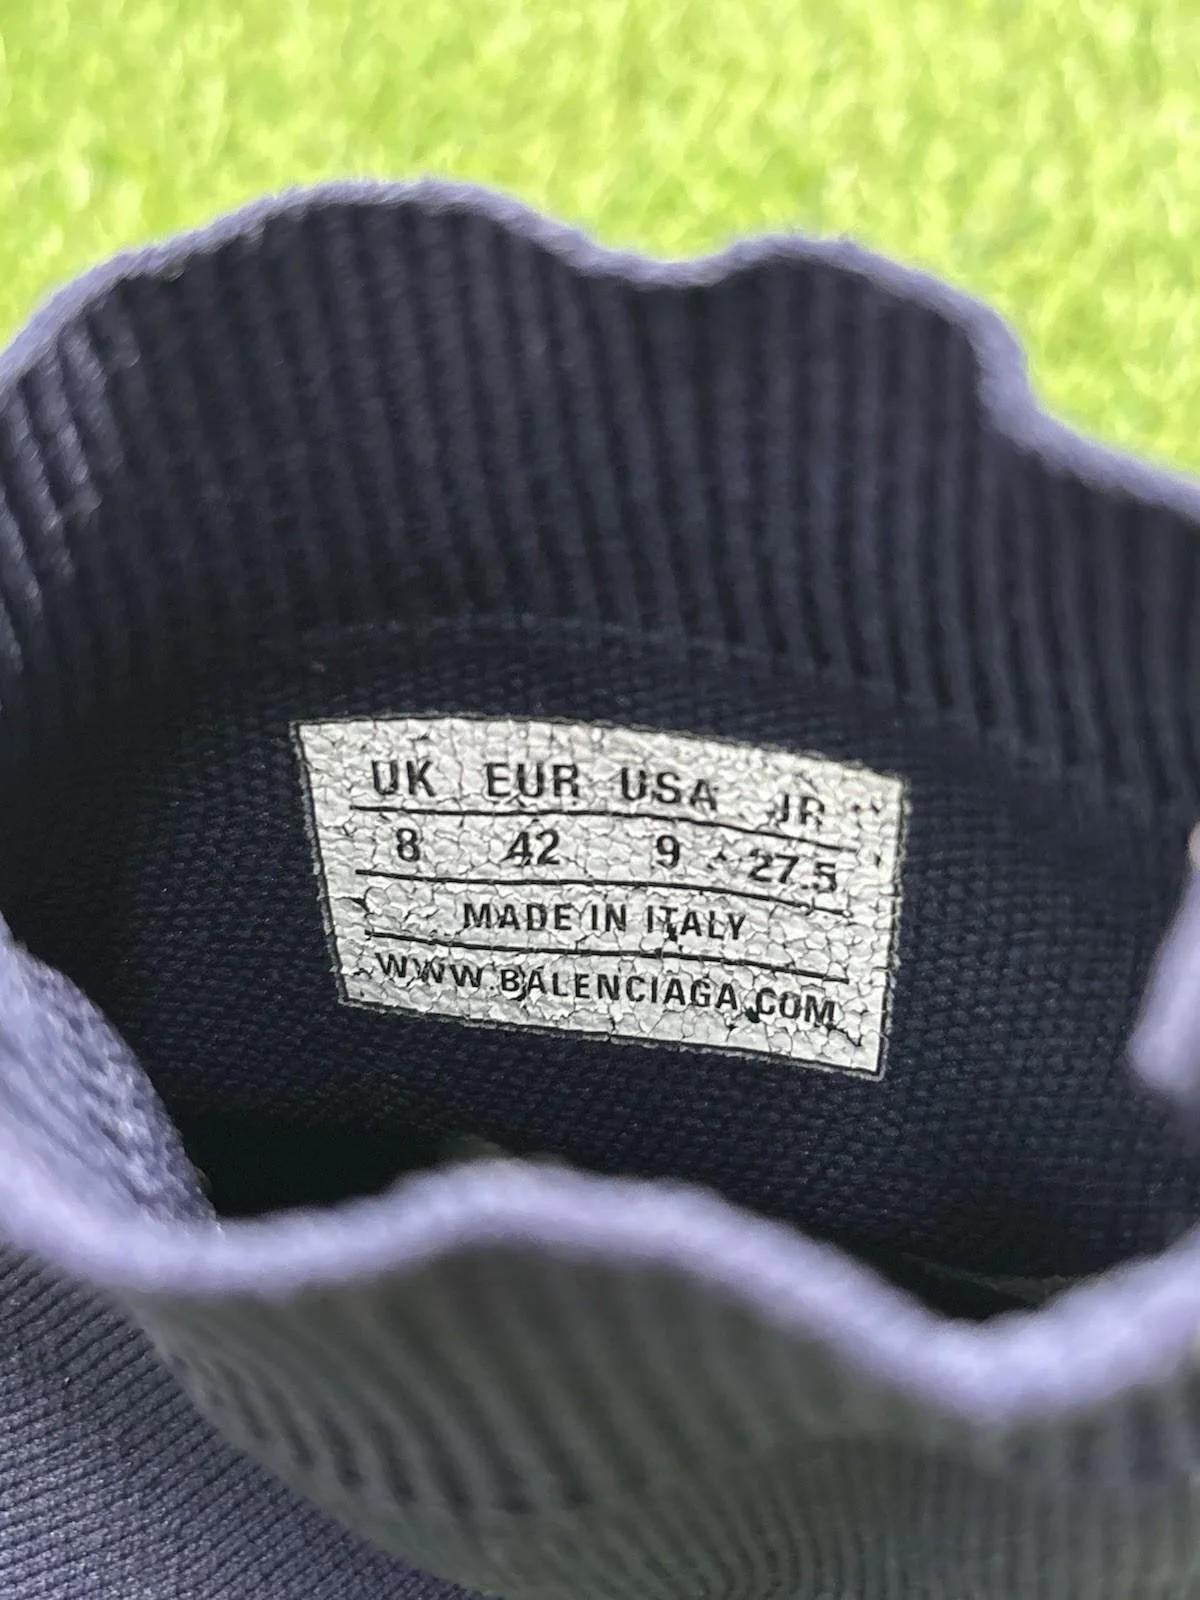 UK EUR USA JP
8 42 9 27.5
MADE IN ITALY
WWW.BALENCIAGA.COM